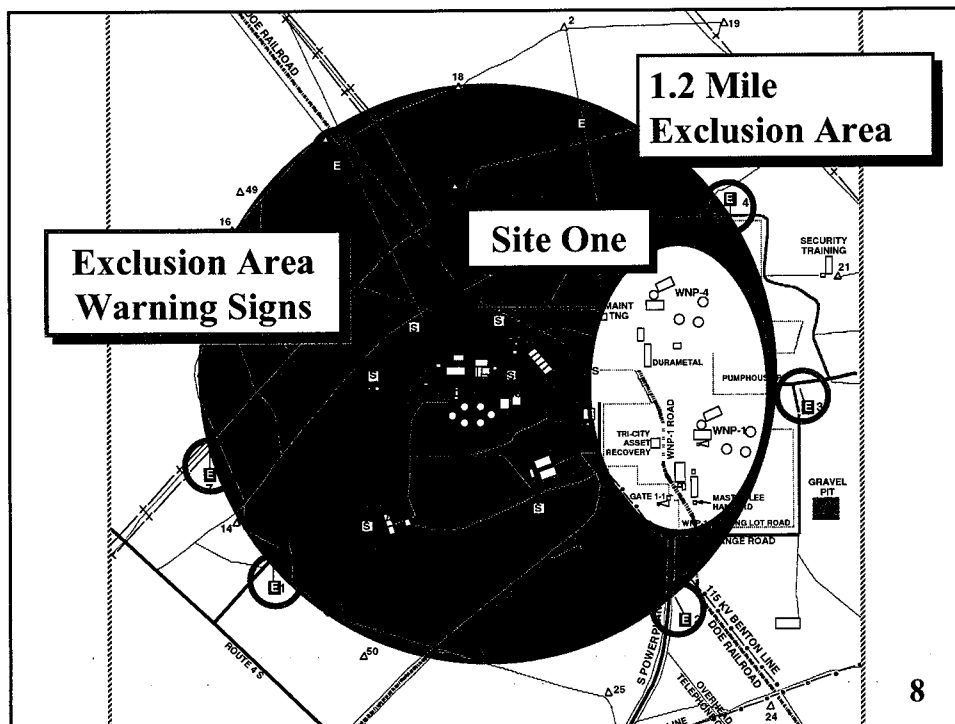 DOE RAILROAD
2
19
18
1.2 Mile
Exclusion Area
E
E
49
16
E 4
SECURITY
TRAINING
21
Exclusion Area
Warning Signs
Site One
WNP-4
MAINT
TNG
S
S
DURAMETAL
PUMPHOUSE
S
S
S
E 3
WNP-1 ROAD
WNP-1
TRI-CITY
ASSET
RECOVERY
E
7
GATE 1-1
GRAVEL
PIT
S
S
14
E 1
E 2
ROUTE 4 S
115 KV BENTON LINE
DOE RAILROAD
50
25
OVERHEAD
24
8